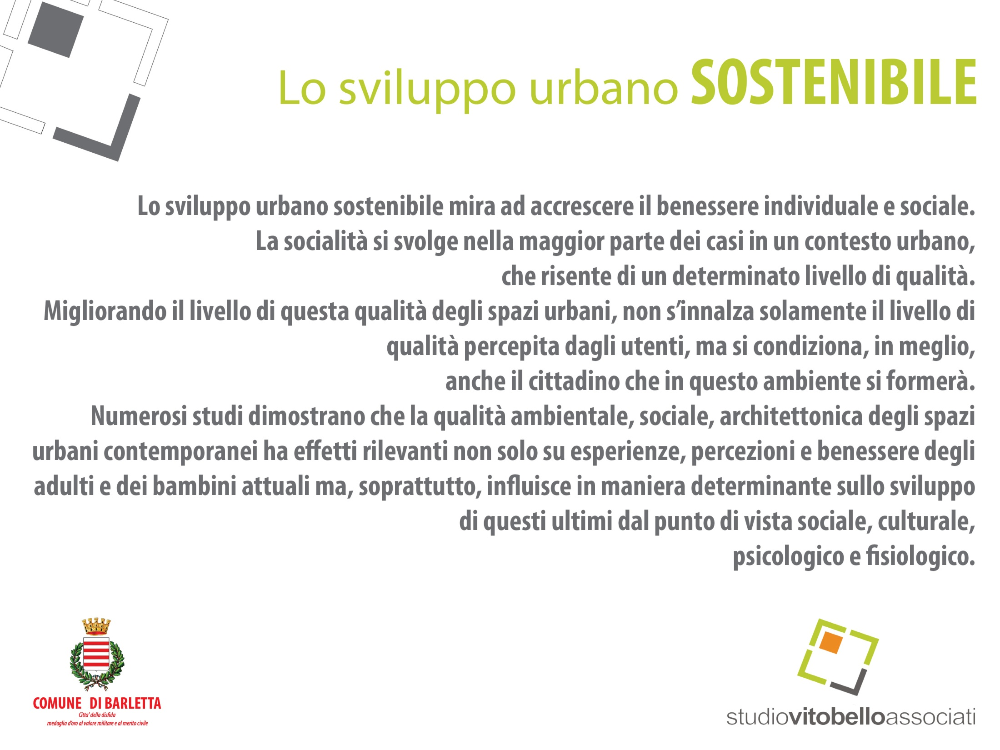 Lo sviluppo urbano SOSTENIBILE
Lo sviluppo urbano sostenibile mira ad accrescere il benessere individuale e sociale.
La socialità si svolge nella maggior parte dei casi in un contesto urbano,
che risente di un determinato livello di qualità.
Migliorando il livello di questa qualità degli spazi urbani, non s’innalza solamente il livello di
qualità percepita dagli utenti, ma si condiziona, in meglio,
anche il cittadino che in questo ambiente si formerà.
Numerosi studi dimostrano che la qualità ambientale, sociale, architettonica degli spazi
urbani contemporanei ha effetti rilevanti non solo su esperienze, percezioni e benessere degli
adulti e dei bambini attuali ma, soprattutto, influisce in maniera determinante sullo sviluppo
di questi ultimi dal punto di vista sociale, culturale,
psicologico e fisiologico.
COMUNE DI BARLETTA
Citta’ della disfida
medaglia d’oro al valore militare e al merito civile
studiovitobelloassociati